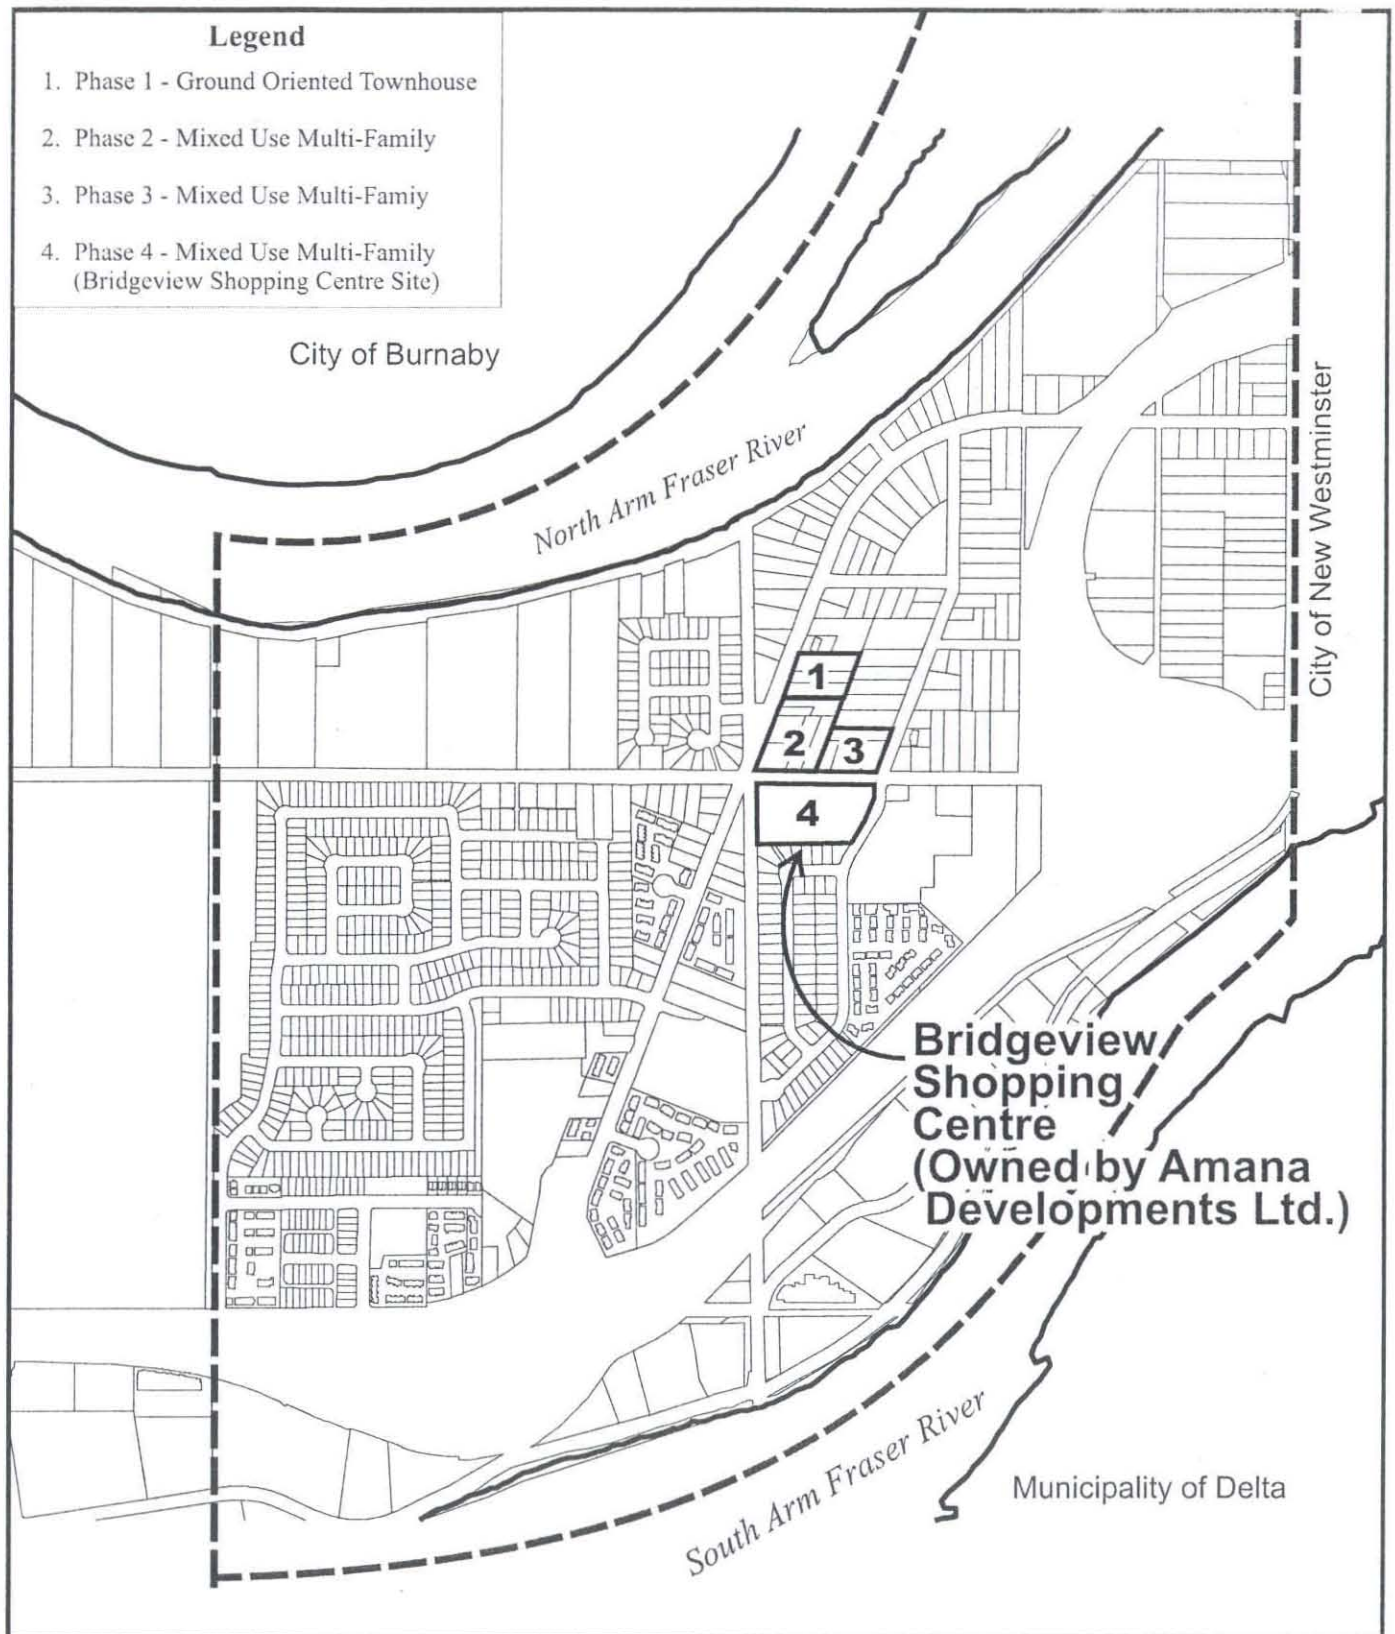 Legend
1. Phase 1 - Ground Oriented Townhouse
2. Phase 2 - Mixed Use Multi-Family
3. Phase 3 - Mixed Use Multi-Famiy
4. Phase 4 - Mixed Use Multi-Family
(Bridgeview Shopping Centre Site)
City of Burnaby
North Arm Fraser River
City of New Westminster
1
2
3
4
Bridgeview
Shopping
Centre
(Owned by Amana
Developments Ltd.)
South Arm Fraser River
Municipality of Delta